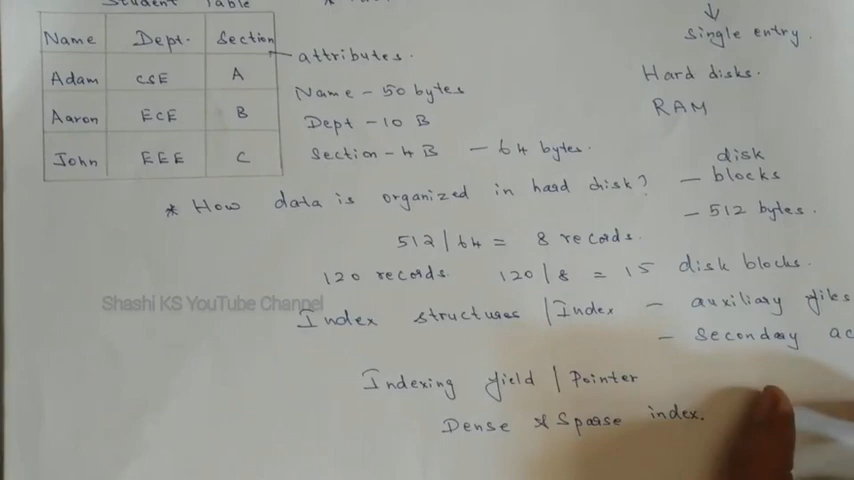 Student Table
Name Dept. Section
Adam CSE A
Aaron ECE B
John EEE C
attributes.
Name - 50 bytes
Dept - 10 B
Section - 4 B - 64 bytes.
single entry.
Hard disks.
RAM
* How data is organized in hard disk? - disk blocks
- 512 bytes.
512 / 64 = 8 records.
120 records 120 / 8 = 15 disk blocks.
Shashi KS YouTube Channel
Index structures / Index - auxiliary files
- secondary ac
Indexing yield / Pointer
Dense & Sparse index.